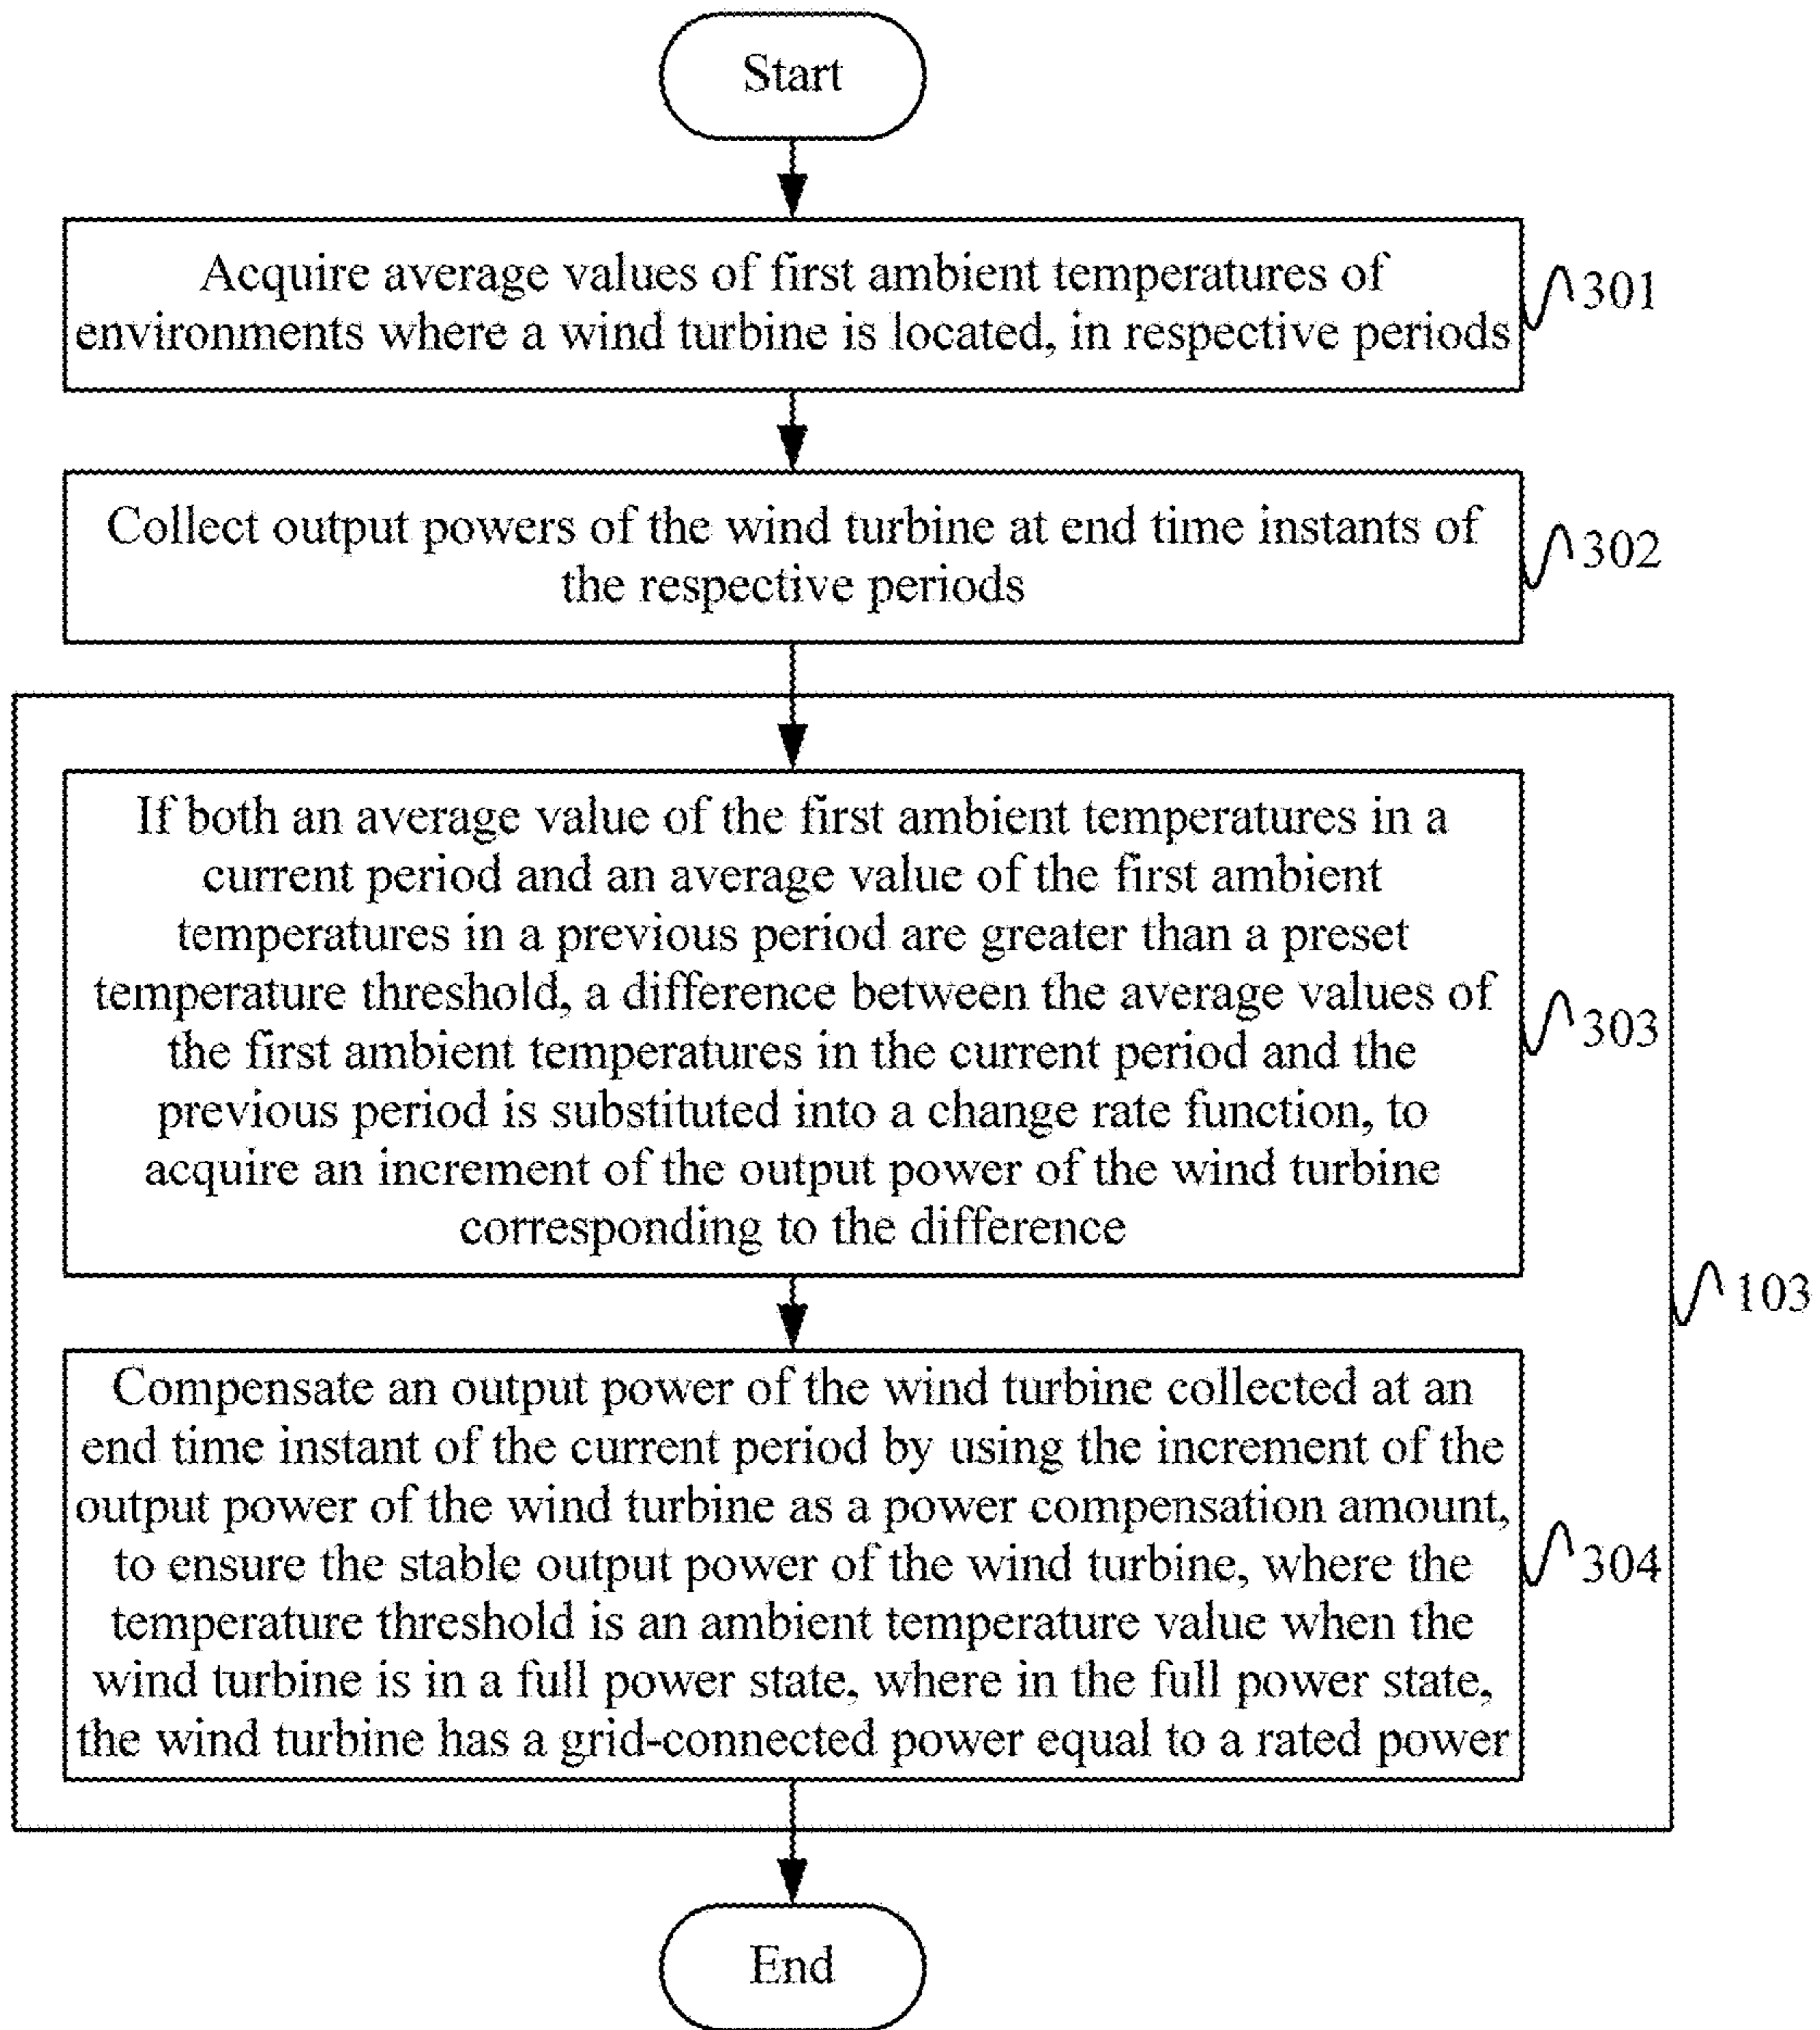 Start
Acquire average values of first ambient temperatures of
environments where a wind turbine is located, in respective periods
301
Collect output powers of the wind turbine at end time instants of
the respective periods
302
If both an average value of the first ambient temperatures in a
current period and an average value of the first ambient
temperatures in a previous period are greater than a preset
temperature threshold, a difference between the average values of
the first ambient temperatures in the current period and the
previous period is substituted into a change rate function, to
acquire an increment of the output power of the wind turbine
corresponding to the difference
303
103
Compensate an output power of the wind turbine collected at an
end time instant of the current period by using the increment of the
output power of the wind turbine as a power compensation amount,
to ensure the stable output power of the wind turbine, where the
temperature threshold is an ambient temperature value when the
wind turbine is in a full power state, where in the full power state,
the wind turbine has a grid-connected power equal to a rated power
304
End